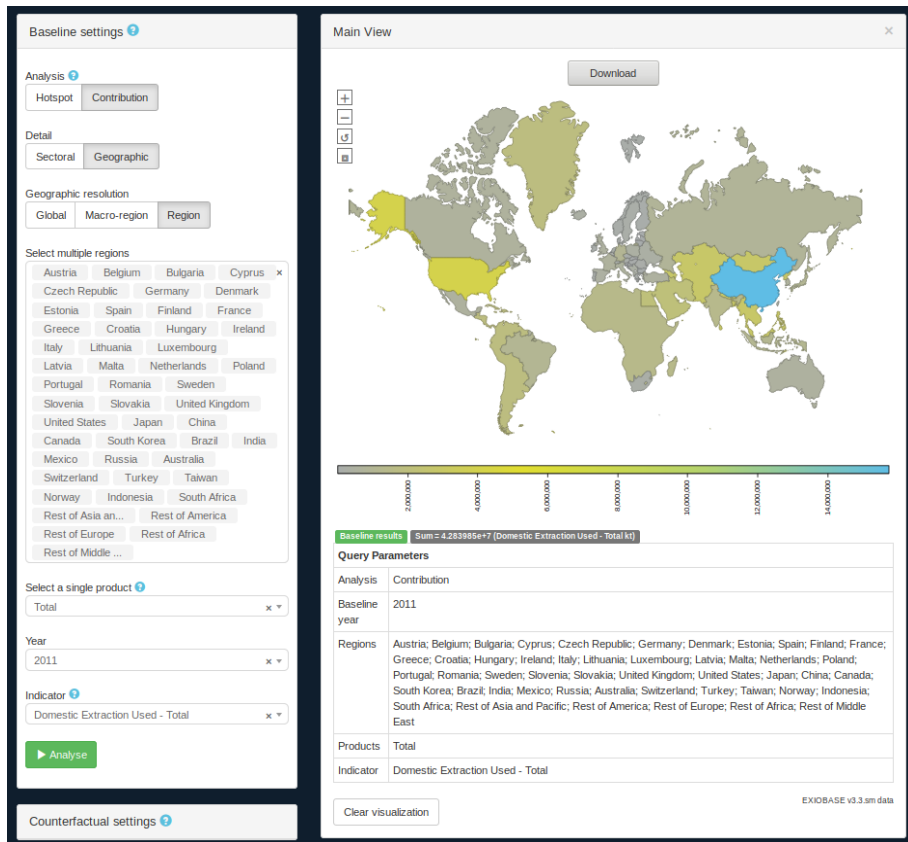 Baseline settings ?
Analysis ?
Hotspot Contribution
Detail
Sectoral Geographic
Geographic resolution
Global Macro-region Region
Select multiple regions
Austria Belgium Bulgaria Cyprus ×
Czech Republic Germany Denmark
Estonia Spain Finland France
Greece Croatia Hungary Ireland
Italy Lithuania Luxembourg
Latvia Malta Netherlands Poland
Portugal Romania Sweden
Slovenia Slovakia United Kingdom
United States Japan China
Canada South Korea Brazil India
Mexico Russia Australia
Switzerland Turkey Taiwan
Norway Indonesia South Africa
Rest of Asia an... Rest of America
Rest of Europe Rest of Africa
Rest of Middle ...
Select a single product ?
Total ×
Year
2011 ×
Indicator ?
Domestic Extraction Used - Total ×
Analyse
Counterfactual settings ?
Main View ×
Download
+
−
↺
2,000,000 4,000,000 6,000,000 8,000,000 10,000,000 12,000,000 14,000,000
Baseline results Sum = 4.283985e+7 (Domestic Extraction Used - Total kt)
Query Parameters
Analysis Contribution
Baseline year 2011
Regions Austria; Belgium; Bulgaria; Cyprus; Czech Republic; Germany; Denmark; Estonia; Spain; Finland; France;
Greece; Croatia; Hungary; Ireland; Italy; Lithuania; Luxembourg; Latvia; Malta; Netherlands; Poland;
Portugal; Romania; Sweden; Slovenia; Slovakia; United Kingdom; United States; Japan; China; Canada;
South Korea; Brazil; India; Mexico; Russia; Australia; Switzerland; Turkey; Taiwan; Norway; Indonesia;
South Africa; Rest of Asia and Pacific; Rest of America; Rest of Europe; Rest of Africa; Rest of Middle
East
Products Total
Indicator Domestic Extraction Used - Total
EXIOBASE v3.3.sm data
Clear visualization